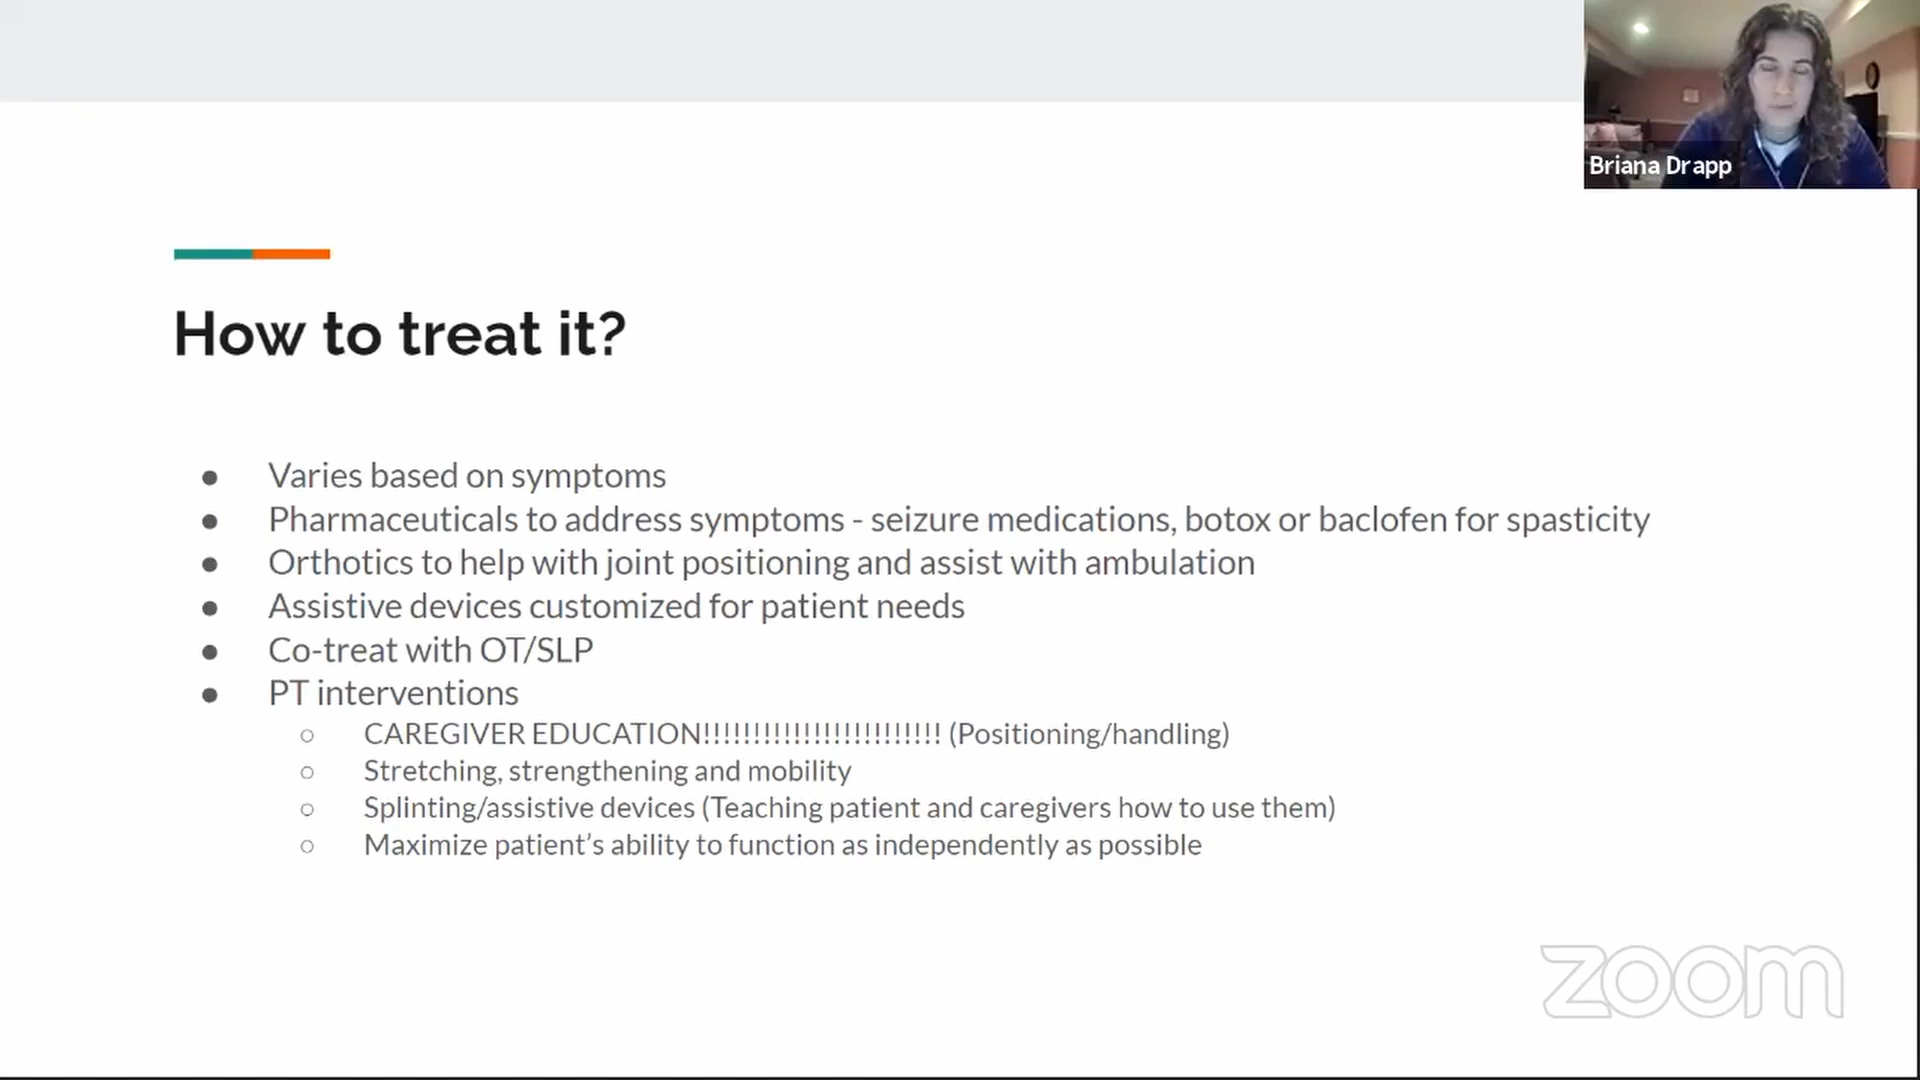 Briana Drapp
How to treat it?
● Varies based on symptoms
● Pharmaceuticals to address symptoms - seizure medications, botox or baclofen for spasticity
● Orthotics to help with joint positioning and assist with ambulation
● Assistive devices customized for patient needs
● Co-treat with OT/SLP
● PT interventions
○ CAREGIVER EDUCATION!!!!!!!!!!!!!!!!!!!!!!!! (Positioning/handling)
○ Stretching, strengthening and mobility
○ Splinting/assistive devices (Teaching patient and caregivers how to use them)
○ Maximize patient’s ability to function as independently as possible
zoom